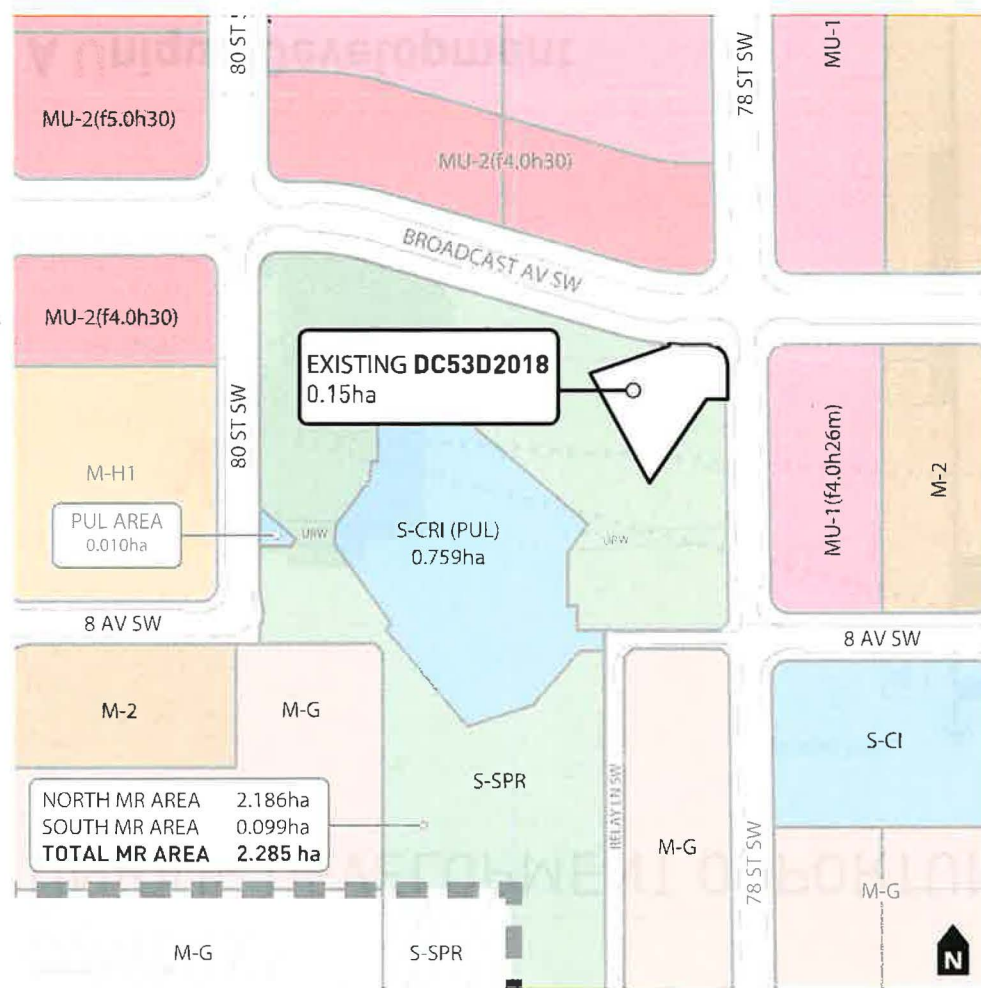 80 ST S
78 ST SW
MU-1
MU-2(f5.0h30)
MU-2(f4.0h30)
BROADCAST AV SW
MU-2(f4.0h30)
EXISTING DC53D2018
0.15ha
80 ST SW
M-H1
MU-1(f4.0h26m)
M-2
PUL AREA
0.010ha
URW
S-CRI (PUL)
0.759ha
URW
8 AV SW
8 AV SW
M-2
M-G
S-CI
S-SPR
NORTH MR AREA 2.186ha
SOUTH MR AREA 0.099ha
TOTAL MR AREA 2.285 ha
RELAY LN SW
M-G
78 ST SW
M-G
M-G
S-SPR
N